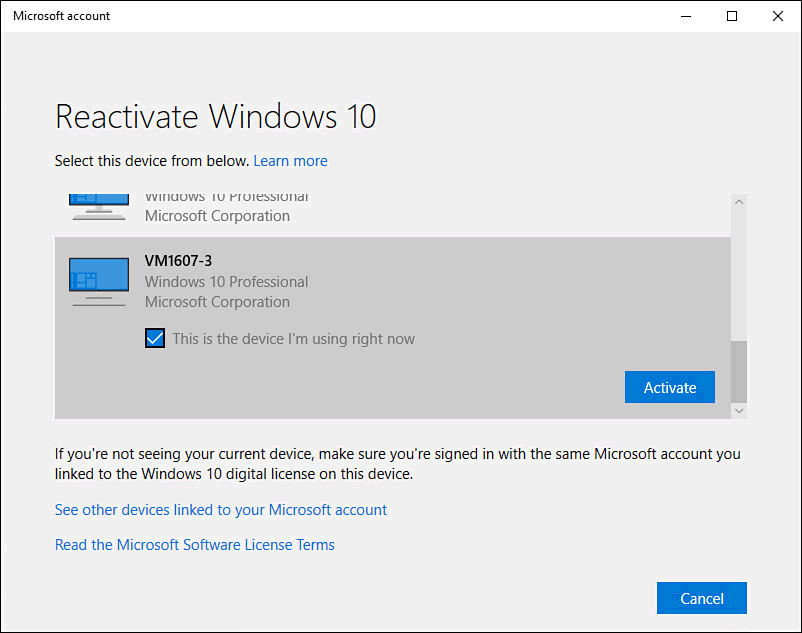 Microsoft account
Reactivate Windows 10
Select this device from below. Learn more
Windows 10 Professional
Microsoft Corporation
VM1607-3
Windows 10 Professional
Microsoft Corporation
This is the device I'm using right now
Activate
If you're not seeing your current device, make sure you're signed in with the same Microsoft account you
linked to the Windows 10 digital license on this device.
See other devices linked to your Microsoft account
Read the Microsoft Software License Terms
Cancel